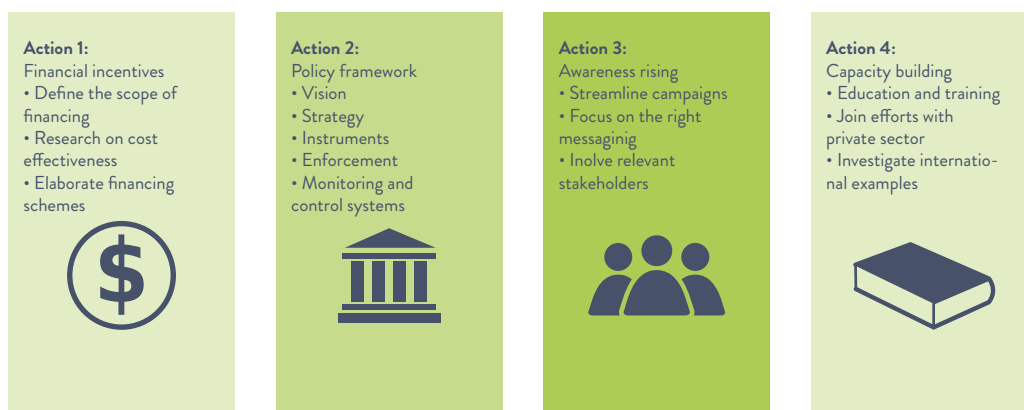 Action 1:
Financial incentives
• Define the scope of
financing
• Research on cost
effectiveness
• Elaborate financing
schemes
$
Action 2:
Policy framework
• Vision
• Strategy
• Instruments
• Enforcement
• Monitoring and
control systems
Action 3:
Awareness rising
• Streamline campaigns
• Focus on the right
messaginig
• Inolve relevant
stakeholders
Action 4:
Capacity building
• Education and training
• Join efforts with
private sector
• Investigate internatio-
nal examples